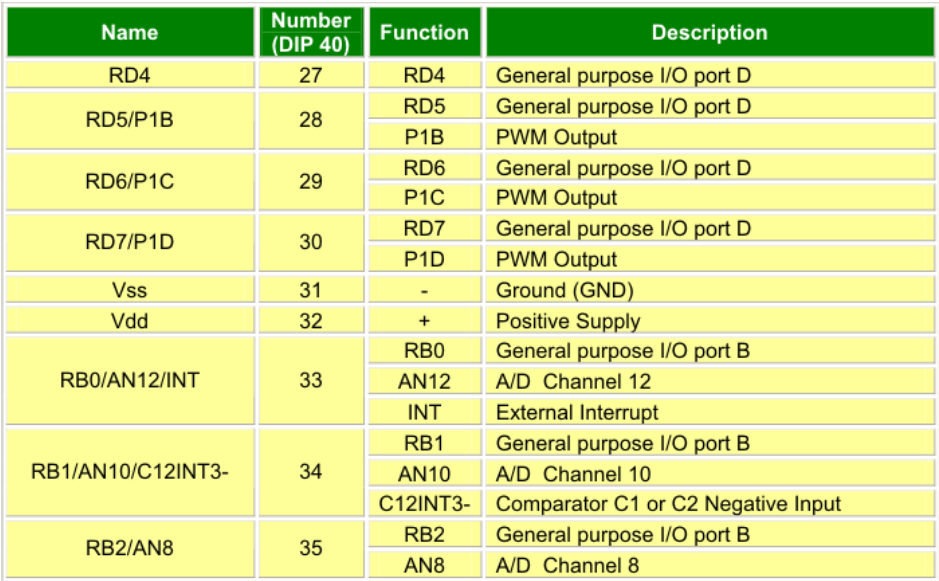 Name Number (DIP 40) Function Description
RD4 27 RD4 General purpose I/O port D
RD5/P1B 28 RD5 General purpose I/O port D
P1B PWM Output
RD6/P1C 29 RD6 General purpose I/O port D
P1C PWM Output
RD7/P1D 30 RD7 General purpose I/O port D
P1D PWM Output
Vss 31 - Ground (GND)
Vdd 32 + Positive Supply
RB0/AN12/INT 33 RB0 General purpose I/O port B
AN12 A/D Channel 12
INT External Interrupt
RB1/AN10/C12INT3- 34 RB1 General purpose I/O port B
AN10 A/D Channel 10
C12INT3- Comparator C1 or C2 Negative Input
RB2/AN8 35 RB2 General purpose I/O port B
AN8 A/D Channel 8